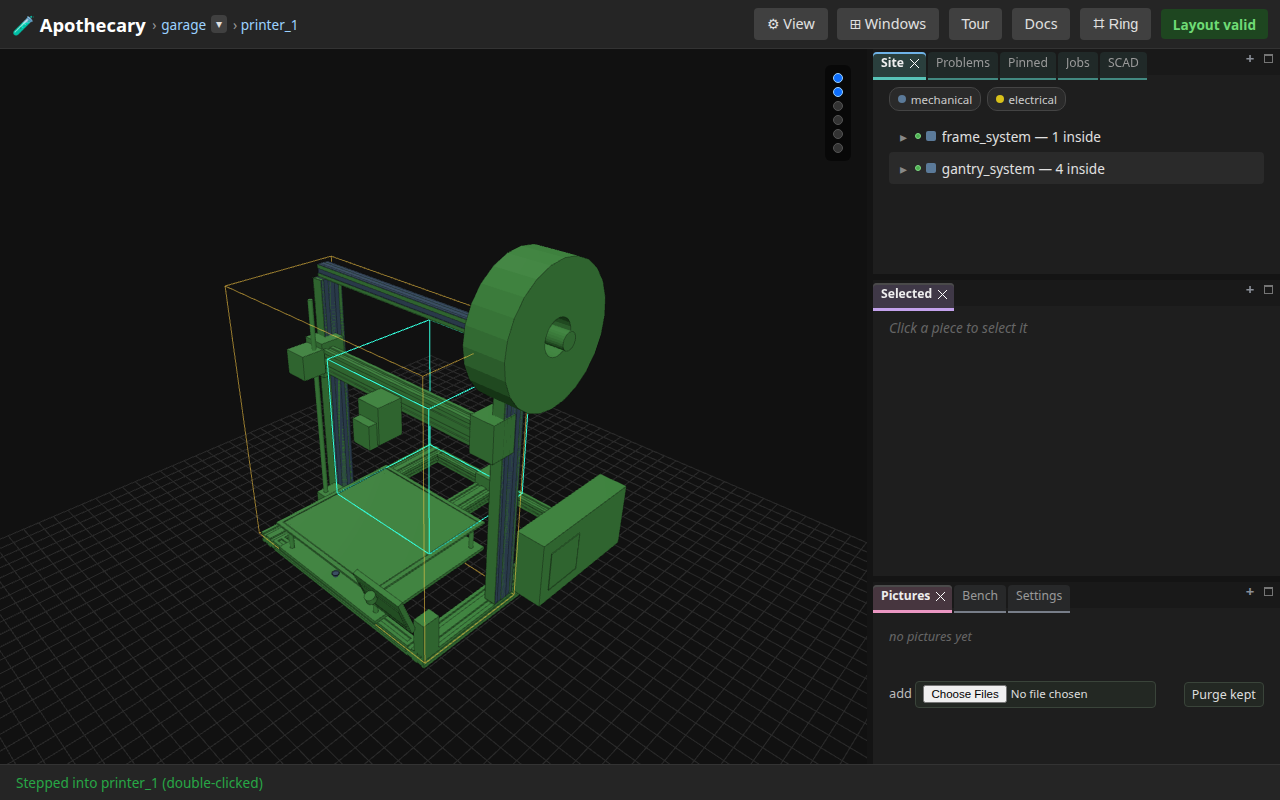 Apothecary › garage ▾ › printer_1
⚙ View
⊞ Windows
Tour
Docs
⌗ Ring
Layout valid
Site
Problems
Pinned
Jobs
SCAD
mechanical
electrical
frame_system — 1 inside
gantry_system — 4 inside
Selected
Click a piece to select it
Pictures
Bench
Settings
no pictures yet
add Choose Files No file chosen
Purge kept
Stepped into printer_1 (double-clicked)